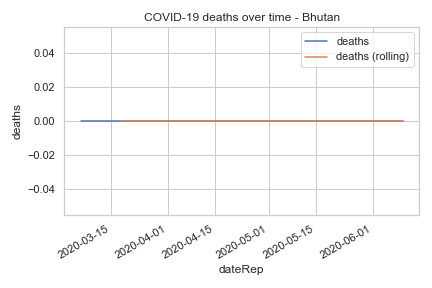 COVID-19 deaths over time - Bhutan
deaths
deaths (rolling)
0.04
0.02
0.00
−0.02
−0.04
deaths
2020-03-15
2020-04-01
2020-04-15
2020-05-01
2020-05-15
2020-06-01
dateRep